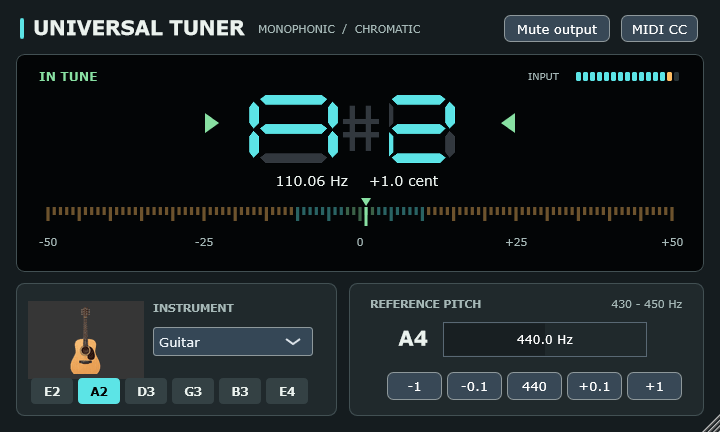 UNIVERSAL TUNER MONOPHONIC / CHROMATIC Mute output MIDI CC
IN TUNE INPUT
A#2
110.06 Hz +1.0 cent
-50 -25 0 +25 +50
INSTRUMENT
Guitar
E2 A2 D3 G3 B3 E4
REFERENCE PITCH 430 - 450 Hz
A4 440.0 Hz
-1 -0.1 440 +0.1 +1